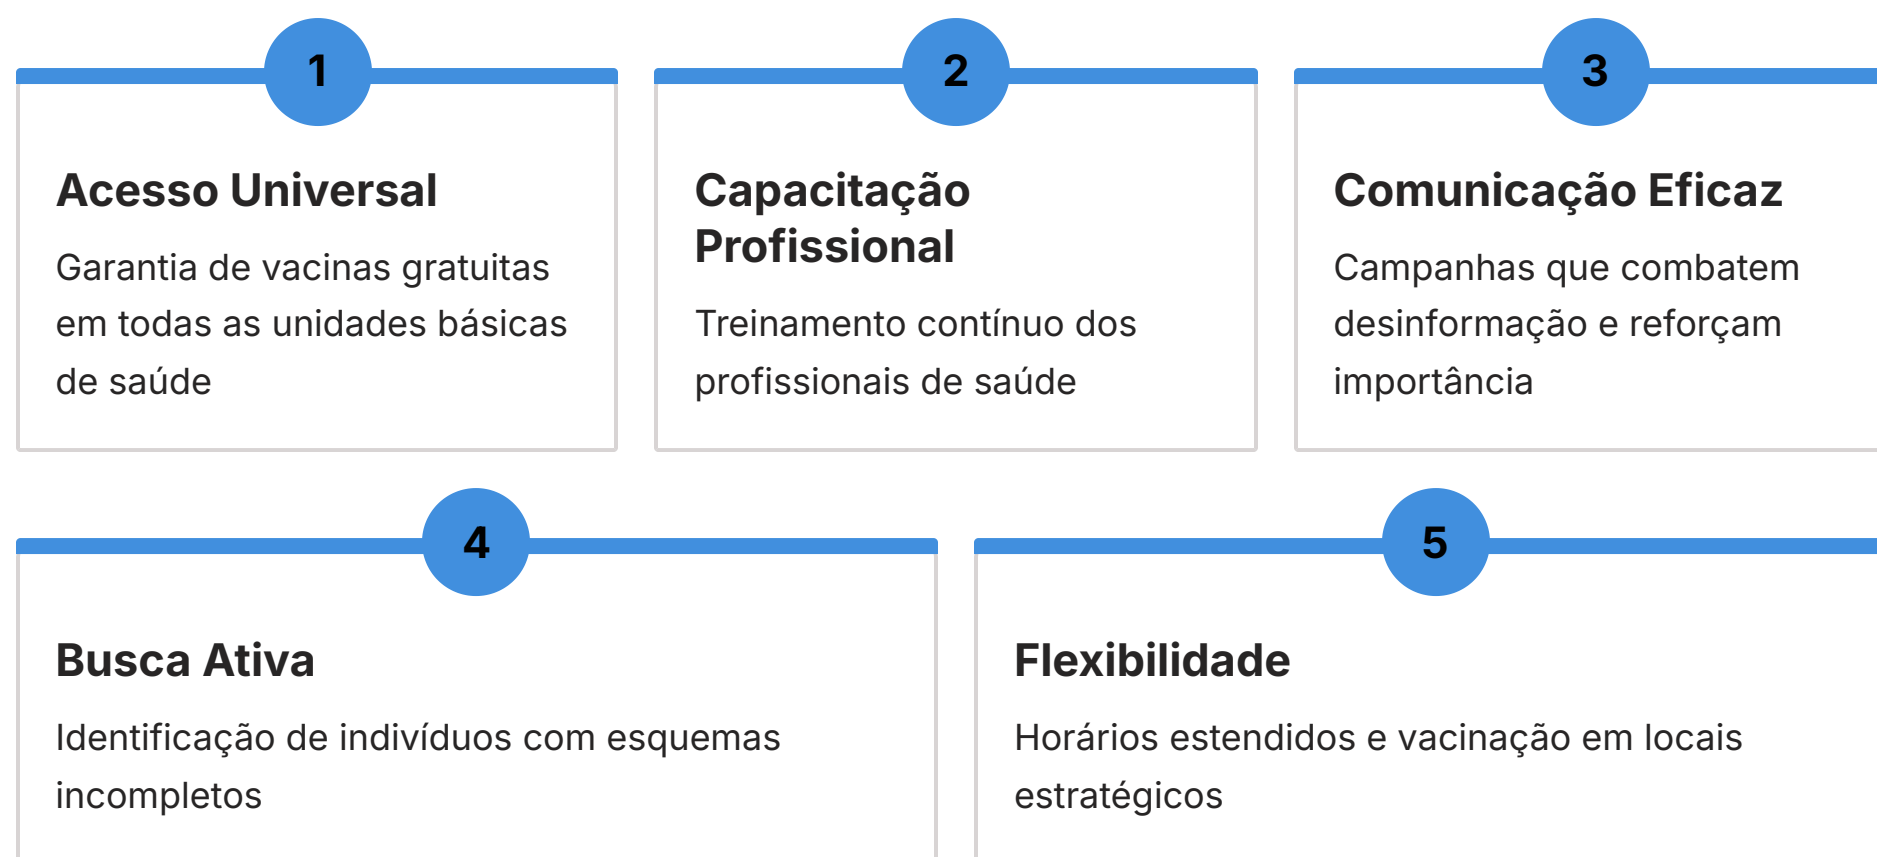 1
Acesso Universal
Garantia de vacinas gratuitas
em todas as unidades básicas
de saúde
2
Capacitação
Profissional
Treinamento contínuo dos
profissionais de saúde
3
Comunicação Eficaz
Campanhas que combatem
desinformação e reforçam
importância
4
Busca Ativa
Identificação de indivíduos com esquemas
incompletos
5
Flexibilidade
Horários estendidos e vacinação em locais
estratégicos